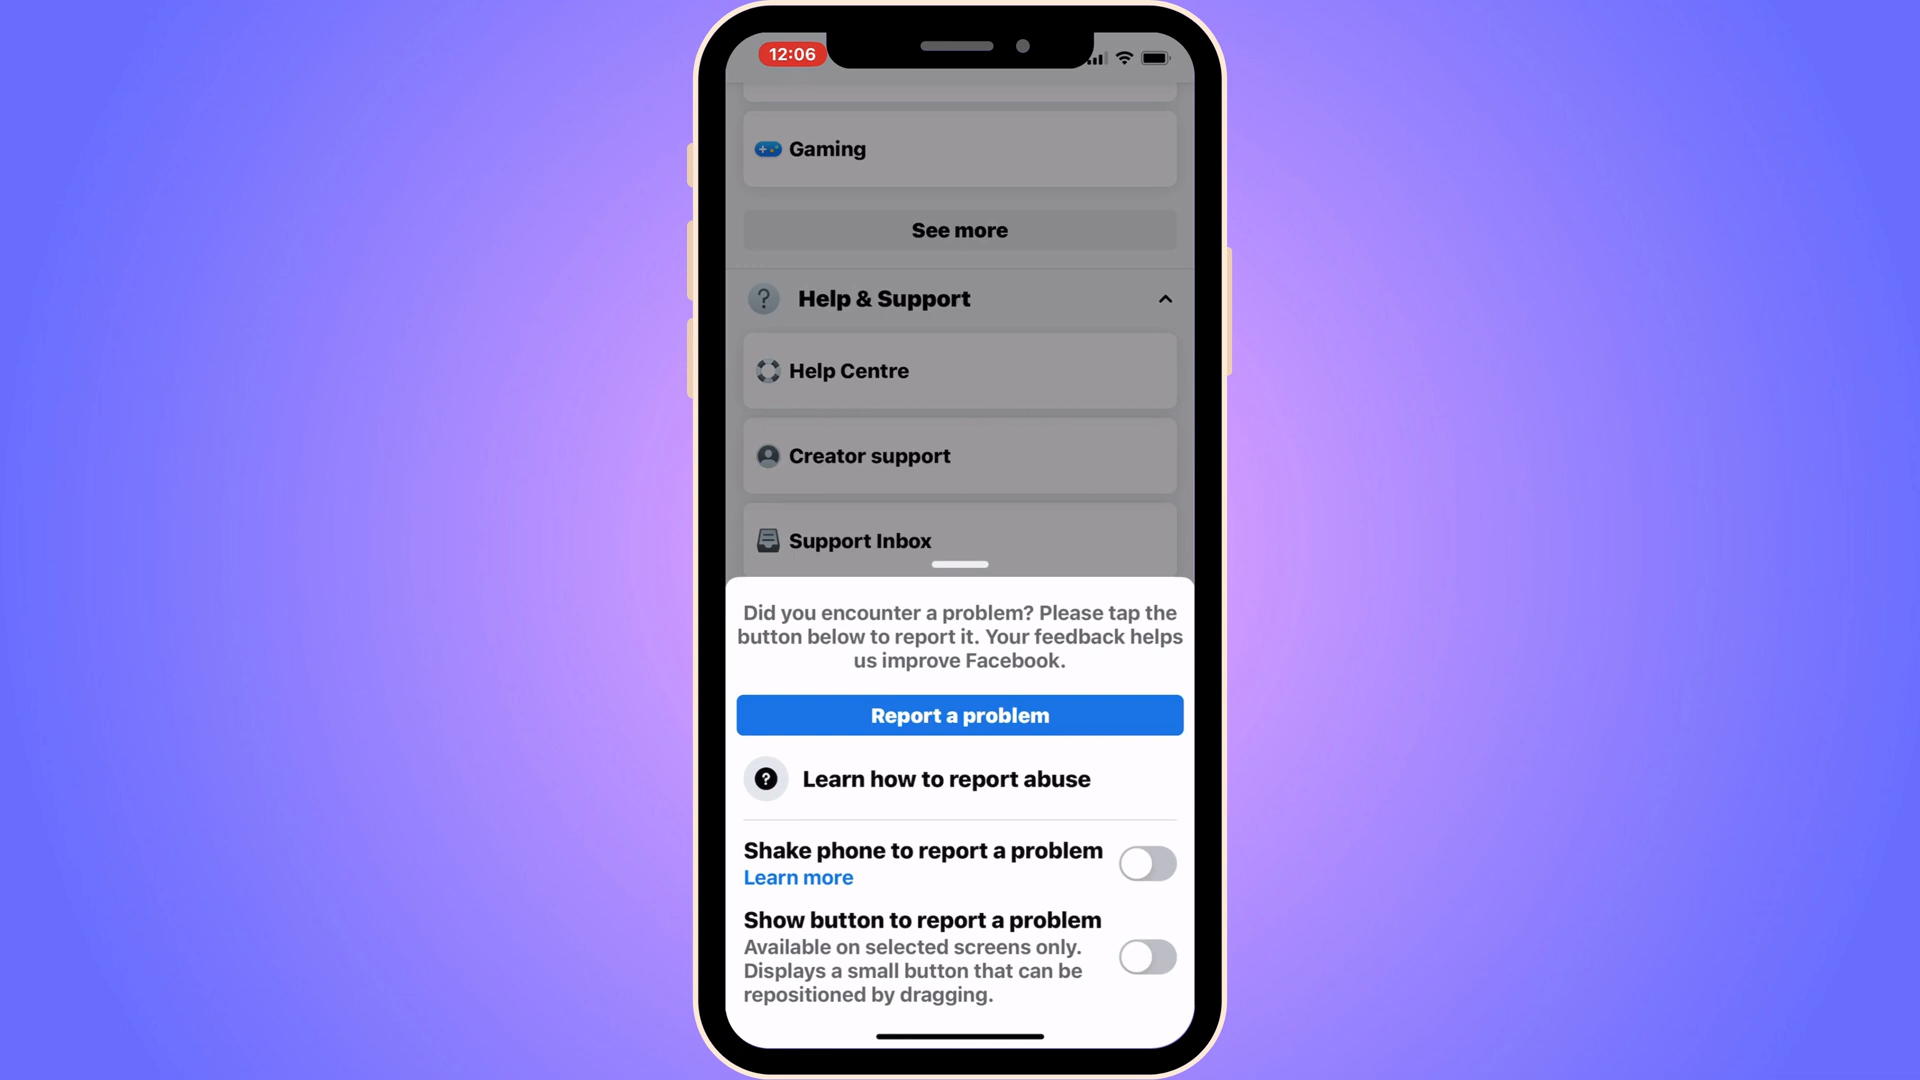 12:06
Gaming
See more
Help & Support
Help Centre
Creator support
Support Inbox
Did you encounter a problem? Please tap the
button below to report it. Your feedback helps
us improve Facebook.
Report a problem
Learn how to report abuse
Shake phone to report a problem
Learn more
Show button to report a problem
Available on selected screens only.
Displays a small button that can be
repositioned by dragging.